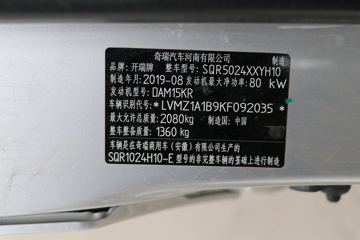 奇瑞汽车河南有限公司 制造
品牌 开瑞牌 整车型号 SQR5024XXYH10
制造年月 2019-08 发动机最大净功率 80 kW
发动机型号 AM15KR
车辆识别代号 * LVMZ1A1B9KF092035 *
最大允许总质量 2080kg 制造国：中国
整车整备质量 1360 kg
本车辆是在奇瑞商用车（安徽）有限公司生产的
SQR1024H10-E 型号的非完整车辆的基础上进行制造